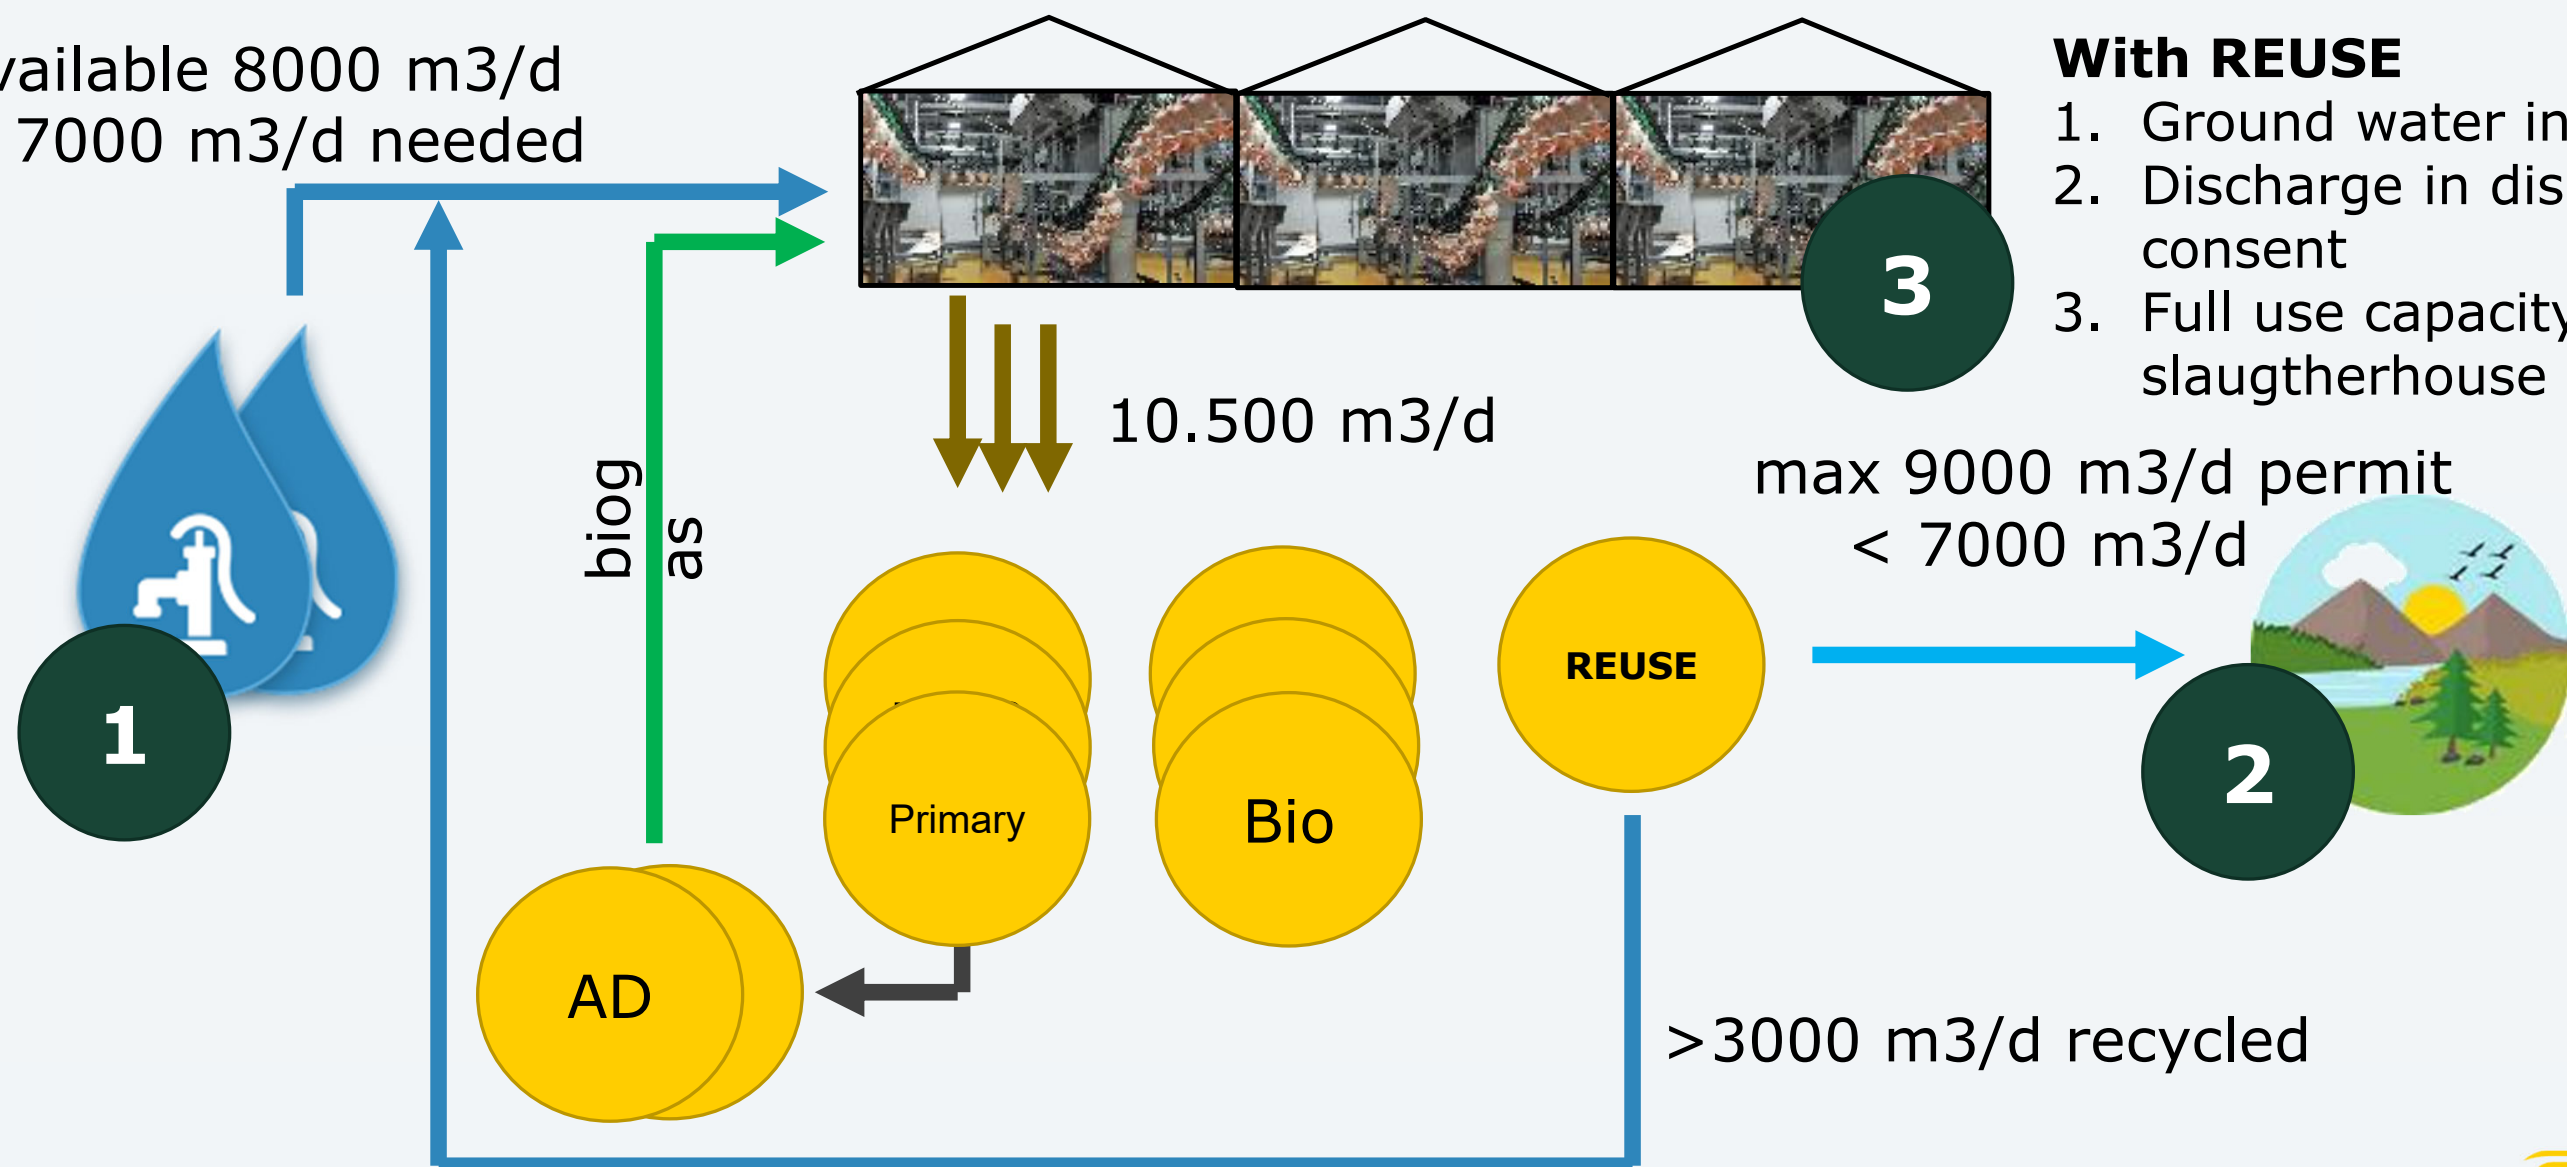 vailable 8000 m3/d
7000 m3/d needed
With REUSE
1. Ground water in
2. Discharge in dis
consent
3. Full use capacity
slaugtherhouse
3
10.500 m3/d
max 9000 m3/d permit
< 7000 m3/d
biog
as
REUSE
1
2
Primary
Bio
AD
>3000 m3/d recycled